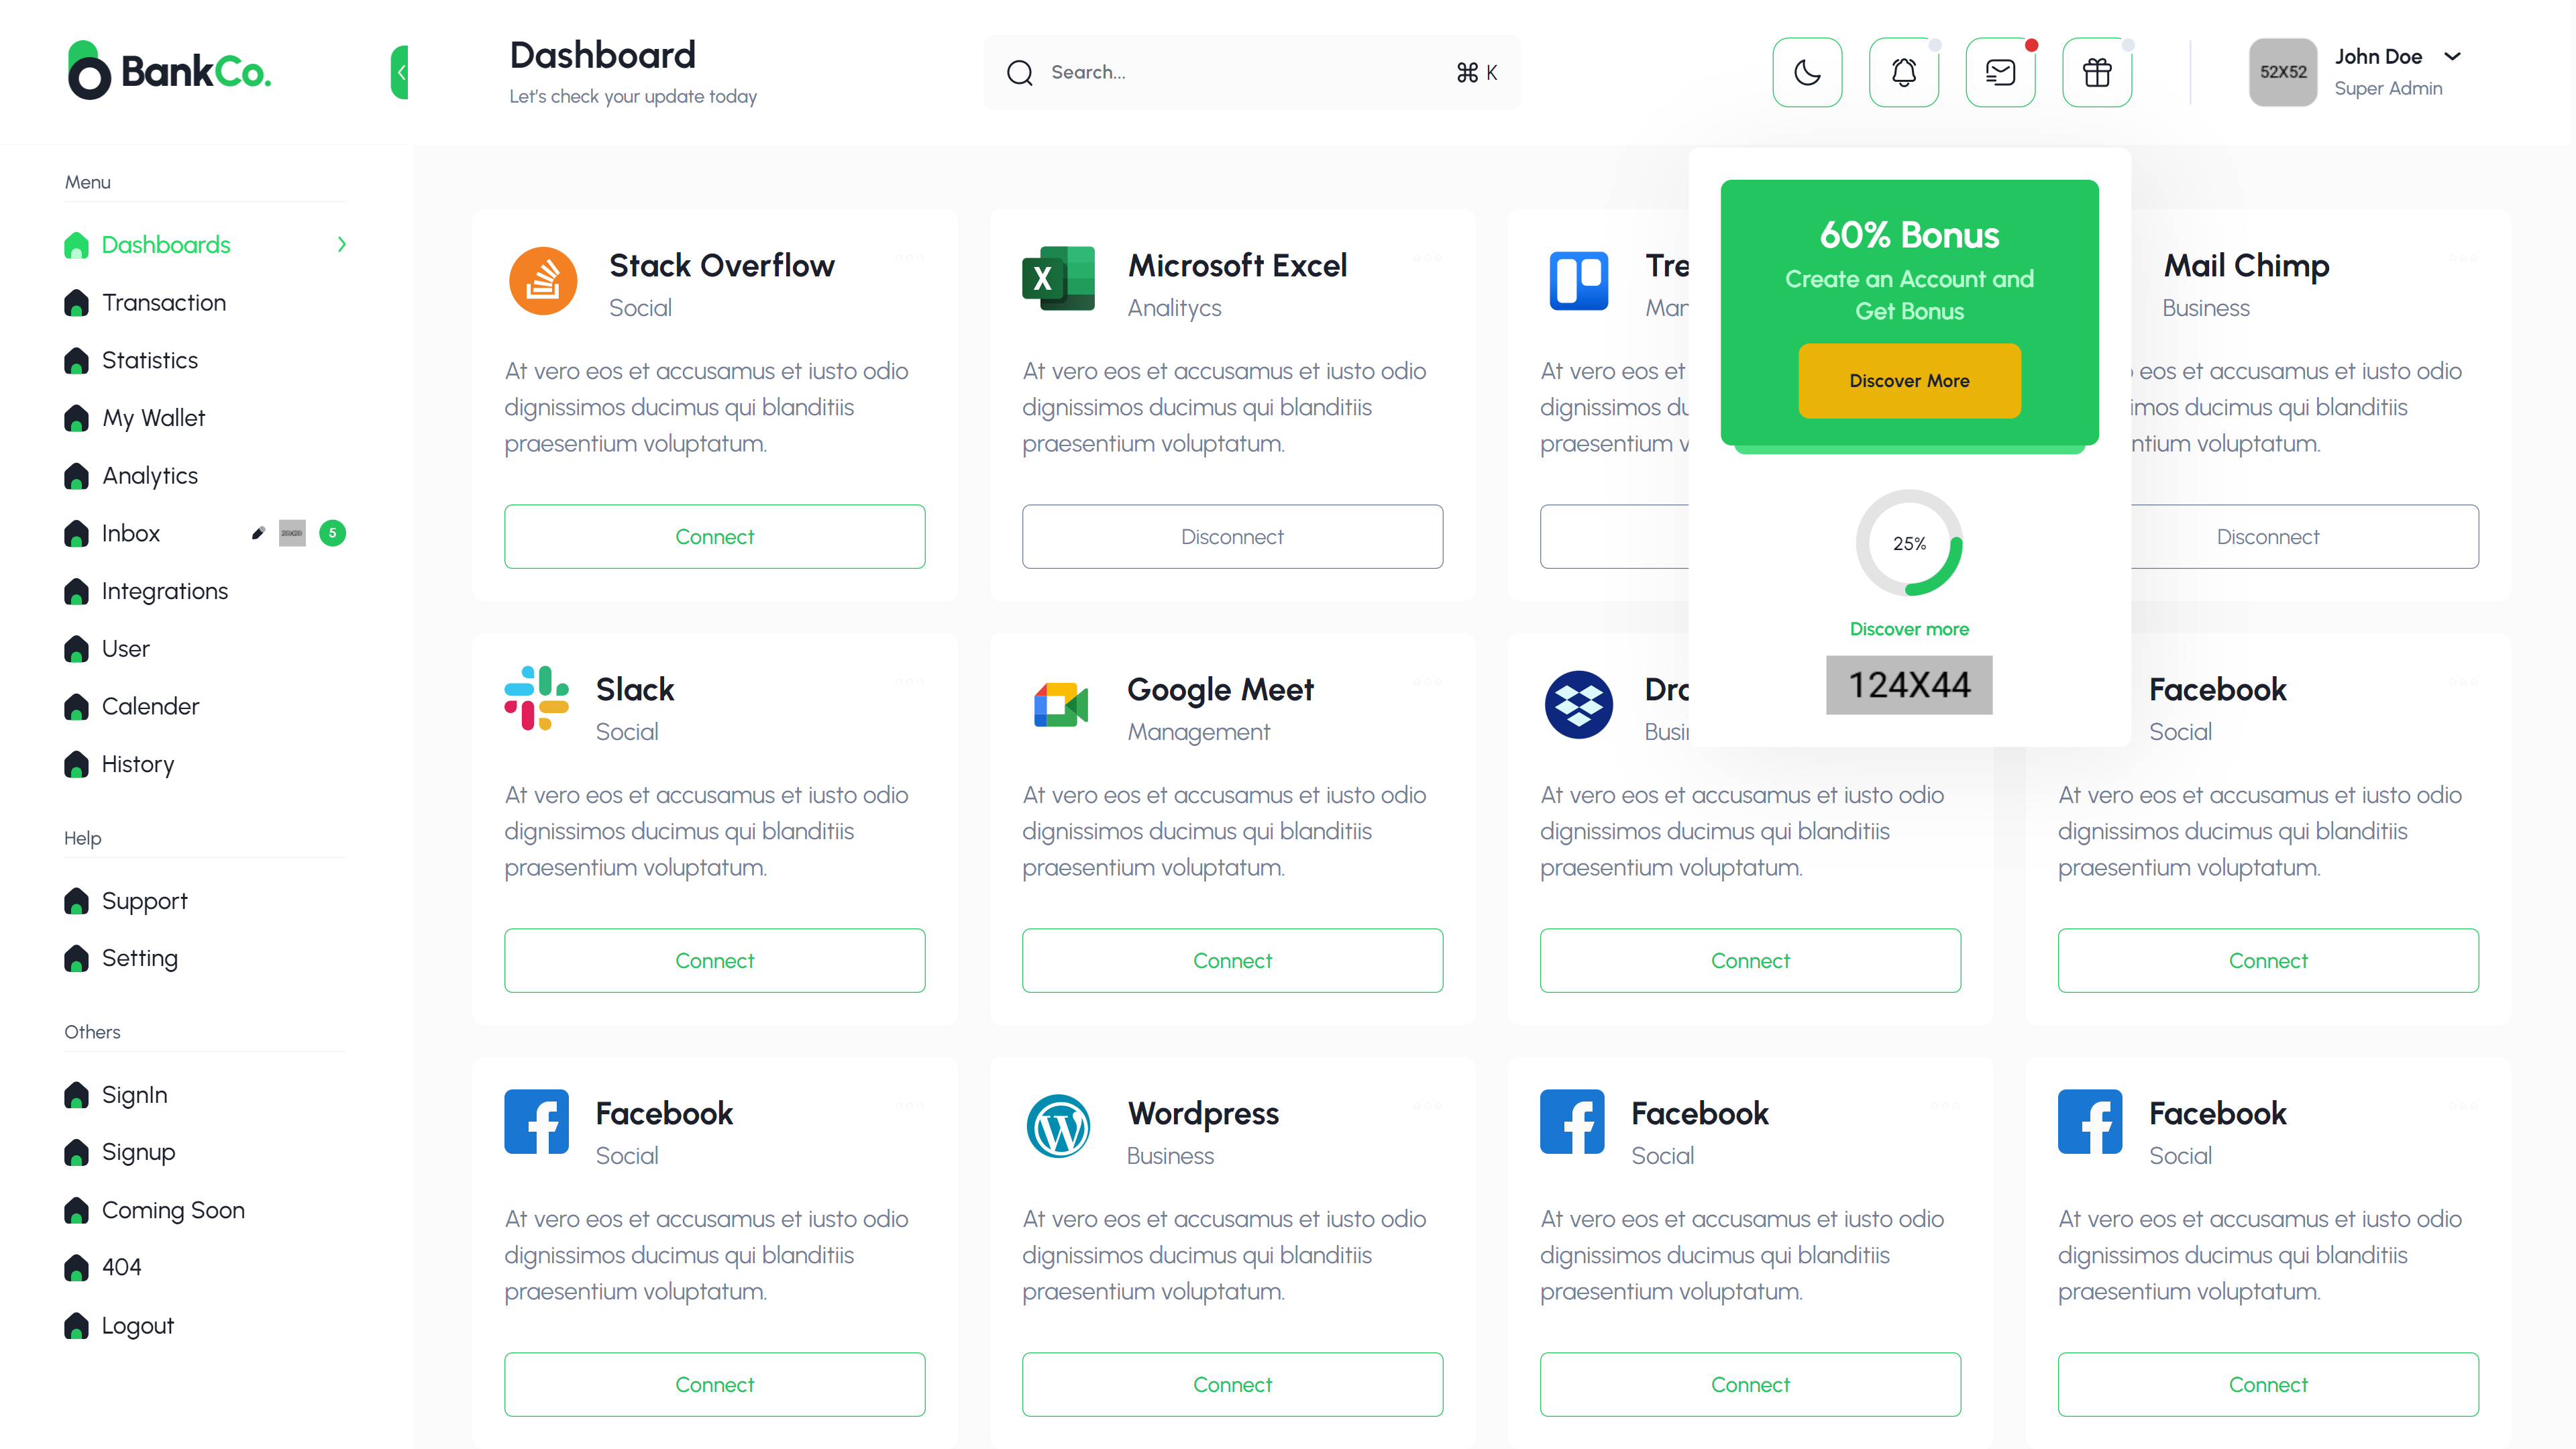 BankCo.
Dashboard
Let's check your update today
Search...
⌘ K
52X52
John Doe
Super Admin
Menu
Dashboards
Transaction
Statistics
My Wallet
Analytics
Inbox
5
Integrations
User
Calender
History
Help
Support
Setting
Others
SignIn
Signup
Coming Soon
404
Logout
Stack Overflow
Social
At vero eos et accusamus et iusto odio
dignissimos ducimus qui blanditiis
praesentium voluptatum.
Connect
Microsoft Excel
Analitycs
At vero eos et accusamus et iusto odio
dignissimos ducimus qui blanditiis
praesentium voluptatum.
Disconnect
Tre
Man
At vero eos et
dignissimos du
praesentium v
60% Bonus
Create an Account and
Get Bonus
Discover More
25%
Discover more
124X44
Mail Chimp
Business
eos et accusamus et iusto odio
imos ducimus qui blanditiis
ntium voluptatum.
Disconnect
Slack
Social
At vero eos et accusamus et iusto odio
dignissimos ducimus qui blanditiis
praesentium voluptatum.
Connect
Google Meet
Management
At vero eos et accusamus et iusto odio
dignissimos ducimus qui blanditiis
praesentium voluptatum.
Connect
Dro
Busi
At vero eos et accusamus et iusto odio
dignissimos ducimus qui blanditiis
praesentium voluptatum.
Connect
Facebook
Social
At vero eos et accusamus et iusto odio
dignissimos ducimus qui blanditiis
praesentium voluptatum.
Connect
Facebook
Social
At vero eos et accusamus et iusto odio
dignissimos ducimus qui blanditiis
praesentium voluptatum.
Connect
Wordpress
Business
At vero eos et accusamus et iusto odio
dignissimos ducimus qui blanditiis
praesentium voluptatum.
Connect
Facebook
Social
At vero eos et accusamus et iusto odio
dignissimos ducimus qui blanditiis
praesentium voluptatum.
Connect
Facebook
Social
At vero eos et accusamus et iusto odio
dignissimos ducimus qui blanditiis
praesentium voluptatum.
Connect